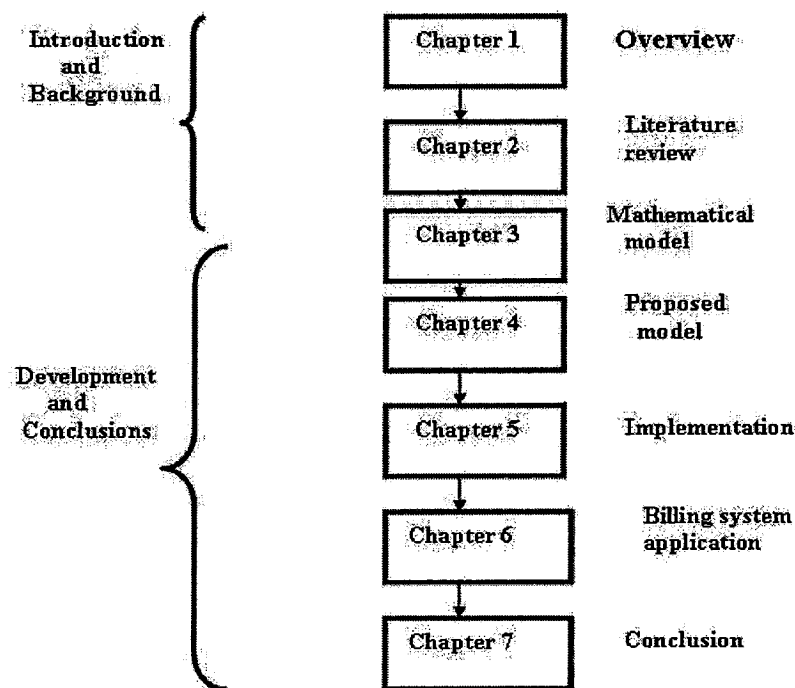 Introduction
and
Background
Chapter 1
Overview
Chapter 2
Literature
review
Chapter 3
Mathematical
model
Chapter 4
Proposed
model
Development
and
Conclusions
Chapter 5
Implementation
Chapter 6
Billing system
application
Chapter 7
Conclusion